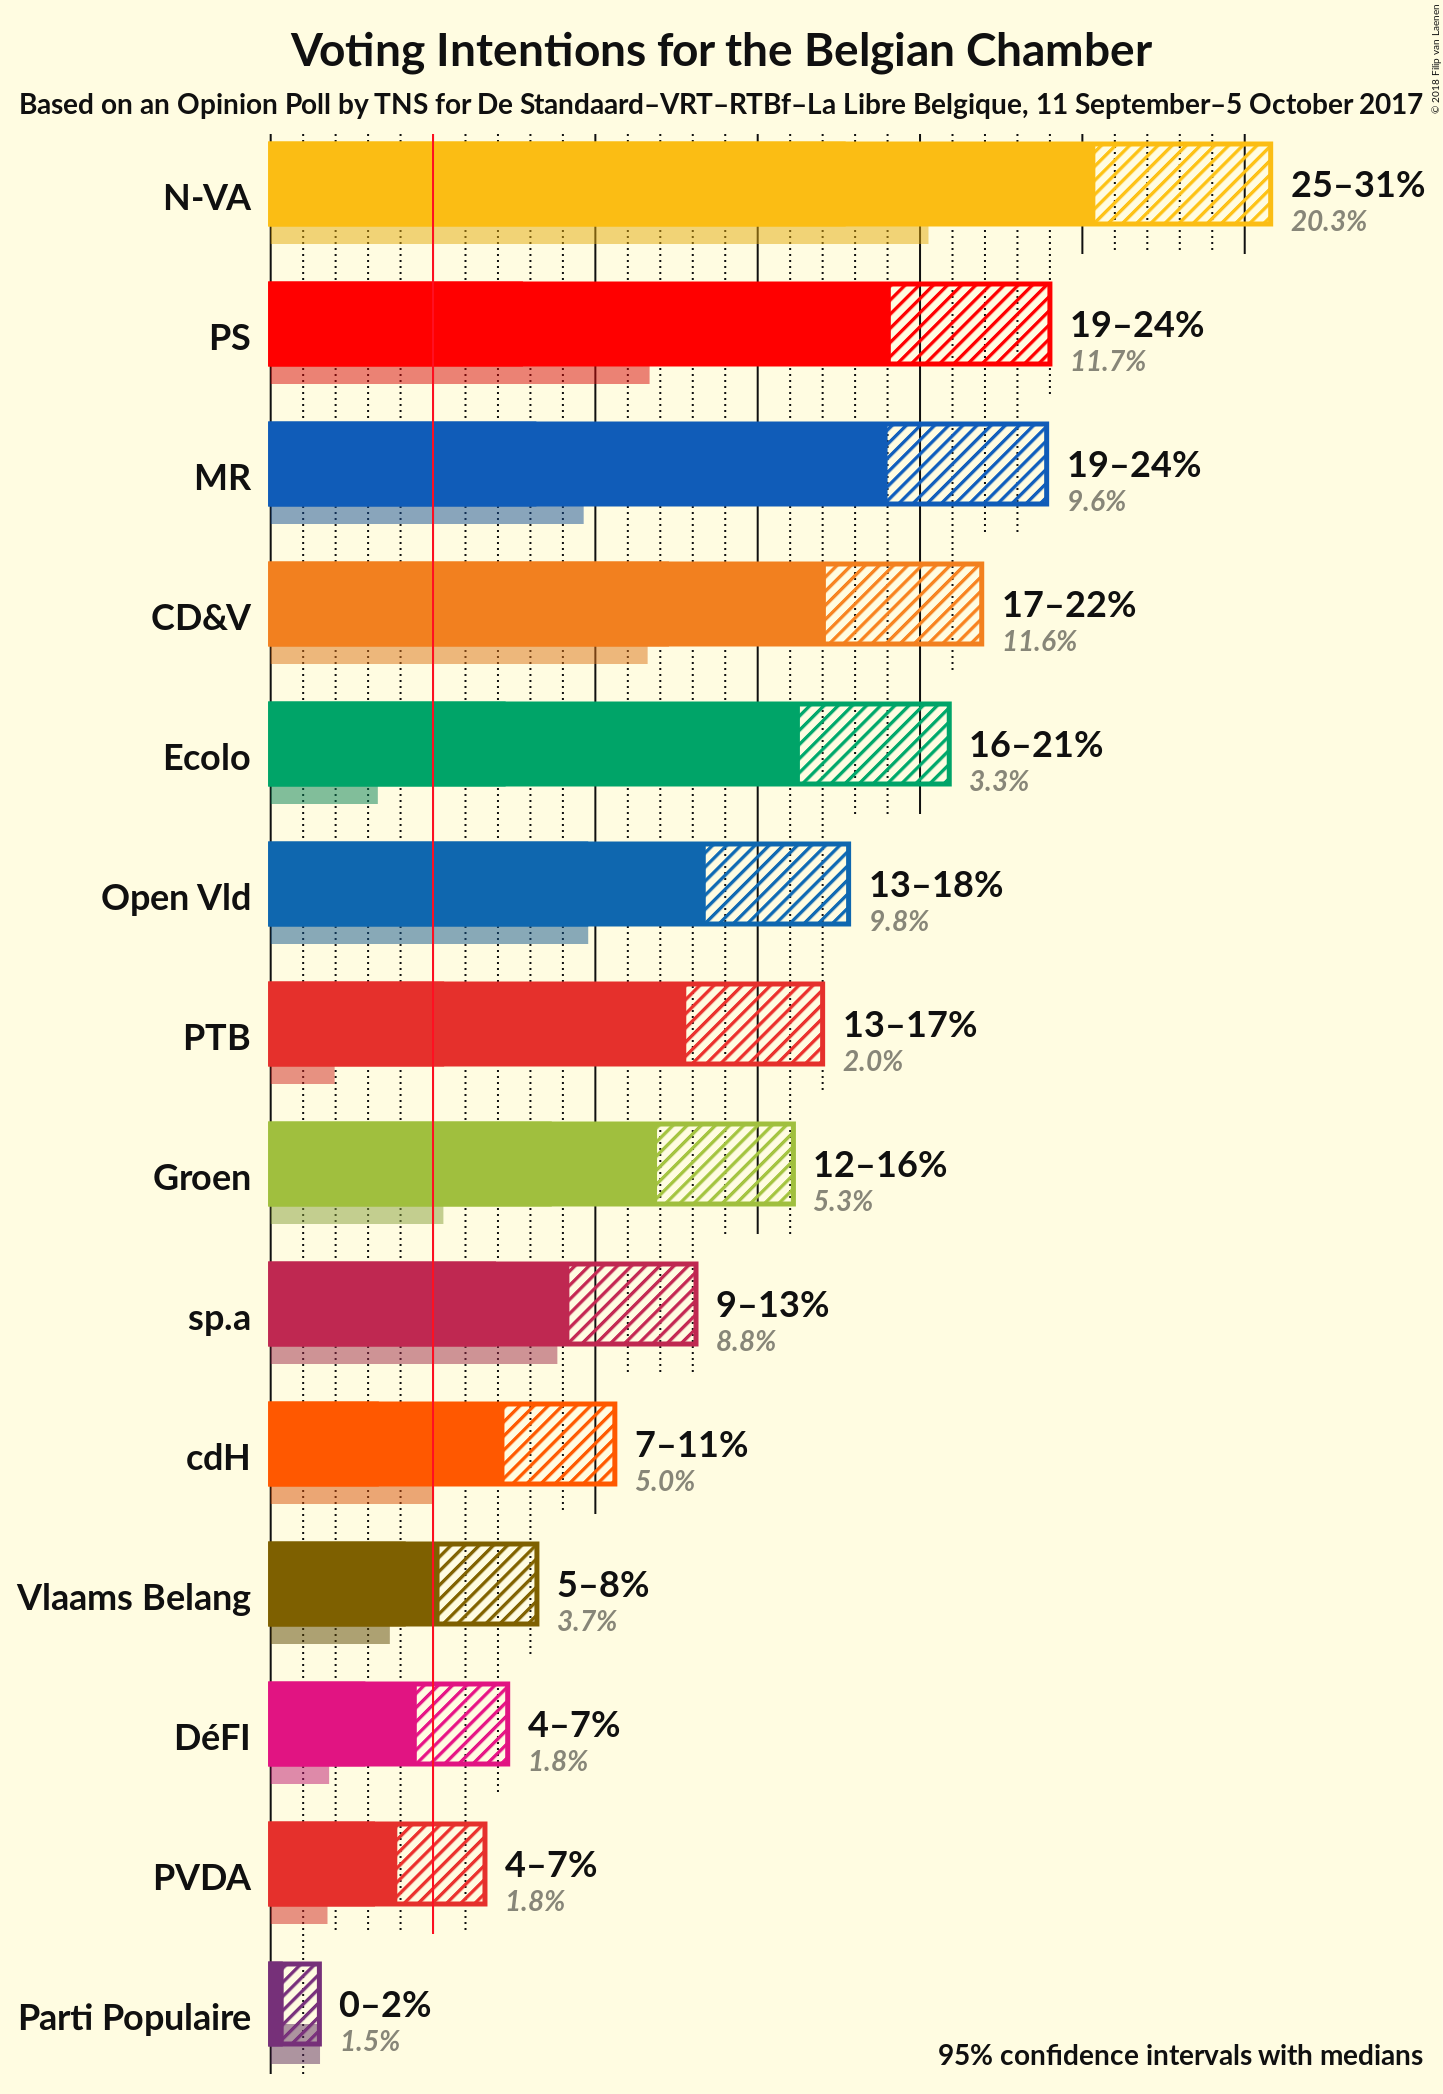 Voting Intentions for the Belgian Chamber
Based on an Opinion Poll by TNS for De Standaard–VRT–RTBf–La Libre Belgique, 11 September–5 October 2017
© 2018 Filip van Laenen
N-VA
25–31%
20.3%
PS
19–24%
11.7%
MR
19–24%
9.6%
CD&V
17–22%
11.6%
Ecolo
16–21%
3.3%
Open Vld
13–18%
9.8%
PTB
13–17%
2.0%
Groen
12–16%
5.3%
sp.a
9–13%
8.8%
cdH
7–11%
5.0%
Vlaams Belang
5–8%
3.7%
DéFI
4–7%
1.8%
PVDA
4–7%
1.8%
Parti Populaire
0–2%
1.5%
95% confidence intervals with medians